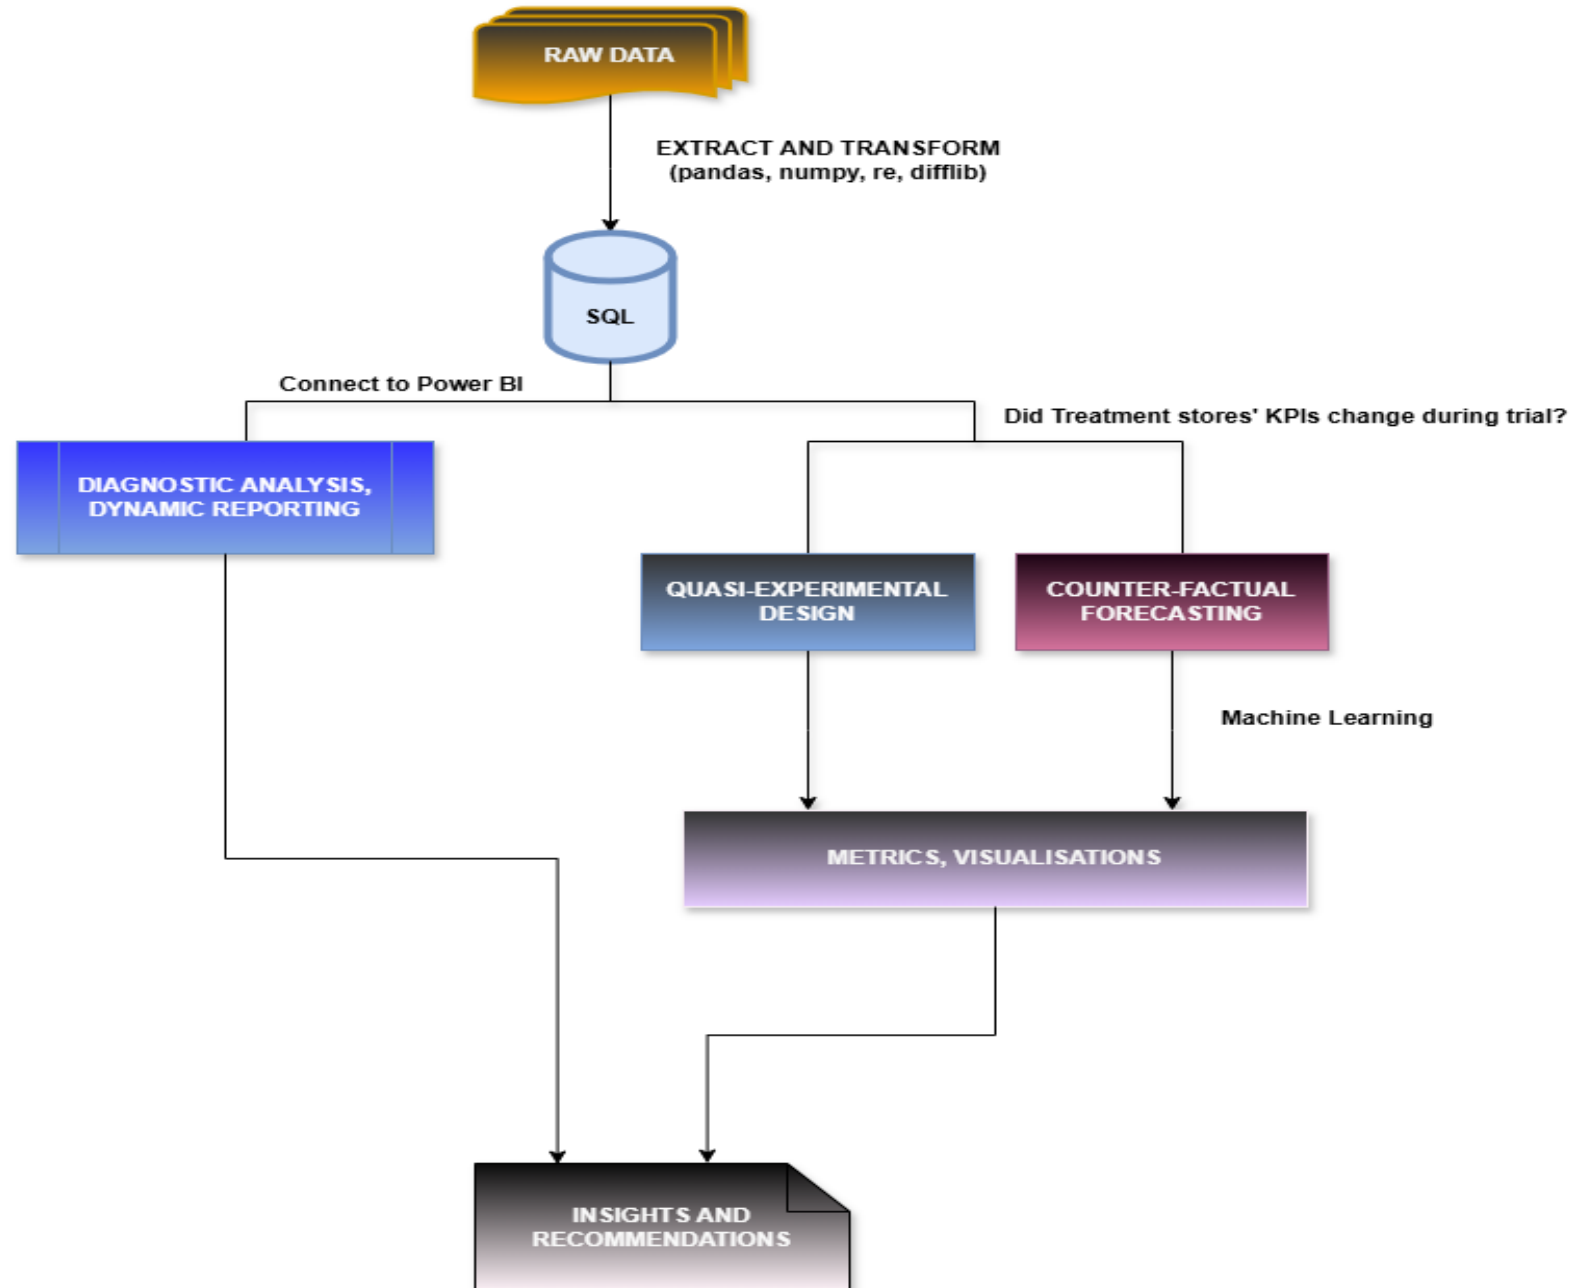 RAW DATA
EXTRACT AND TRANSFORM
(pandas, numpy, re, difflib)
SQL
Connect to Power BI
Did Treatment stores' KPIs change during trial?
DIAGNOSTIC ANALYSIS,
DYNAMIC REPORTING
QUASI-EXPERIMENTAL
DESIGN
COUNTER-FACTUAL
FORECASTING
Machine Learning
METRICS, VISUALISATIONS
INSIGHTS AND
RECOMMENDATIONS